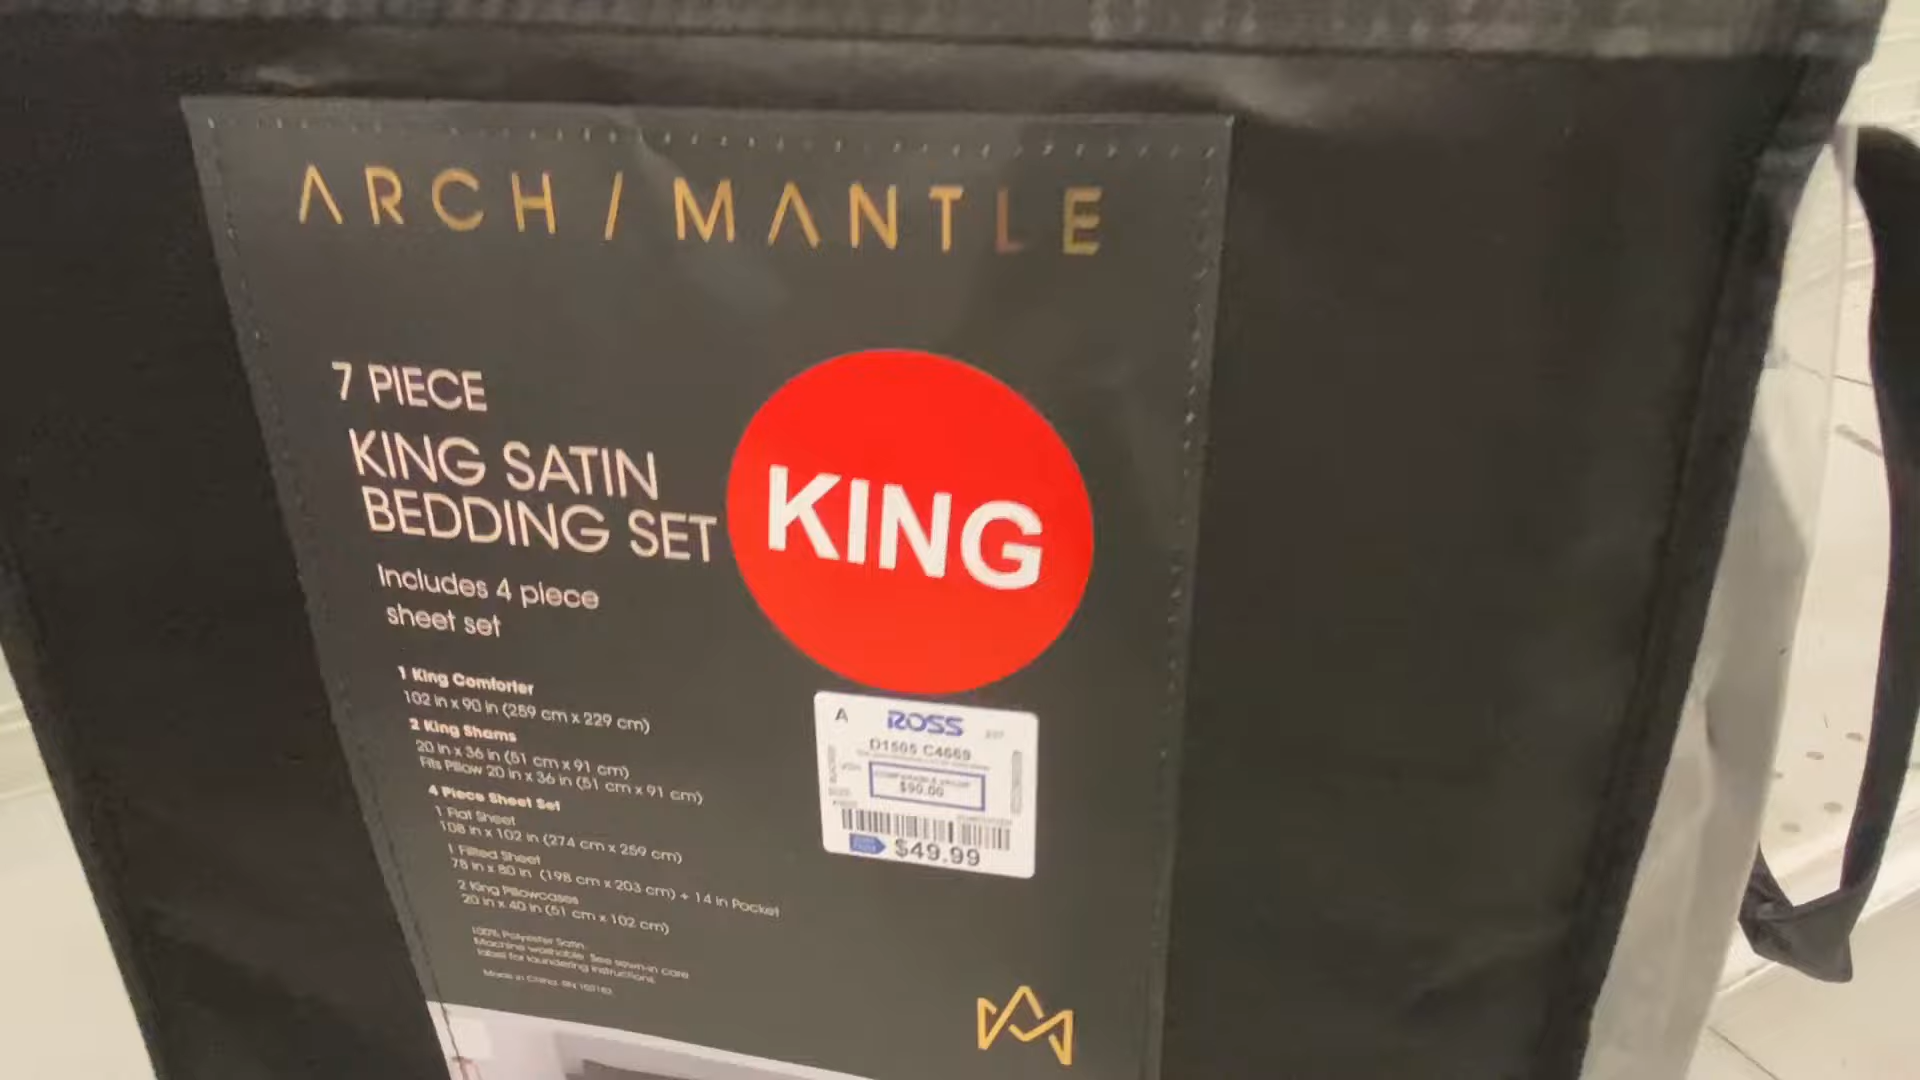 ARCH / MANTLE
7 PIECE
KING SATIN
BEDDING SET
Includes 4 piece
sheet set
KING
1 King Comforter
102 in x 90 in (259 cm x 229 cm)
2 King Shams
20 in x 36 in (51 cm x 91 cm)
Fits Pillow 20 in x 36 in (51 cm x 91 cm)
4 Piece Sheet Set
1 Flat Sheet
108 in x 102 in (274 cm x 259 cm)
1 Fitted Sheet
78 in x 80 in (198 cm x 203 cm) + 14 in Pocket
2 King Pillowcases
20 in x 40 in (51 cm x 102 cm)
100% Polyester Satin
Machine washable. See sewn-in care
label for laundering instructions.
Made in China
A
ROSS
D1505 C4669
COMPARABLE VALUE
$90.00
$49.99